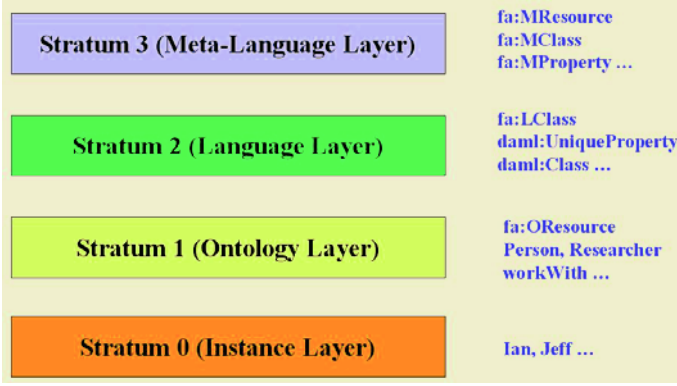 Stratum 3 (Meta-Language Layer)
fa:MResource
fa:MClass
fa:MProperty ...
Stratum 2 (Language Layer)
fa:LClass
daml:UniqueProperty
daml:Class ...
Stratum 1 (Ontology Layer)
fa:OResource
Person, Researcher
workWith ...
Stratum 0 (Instance Layer)
Ian, Jeff ...